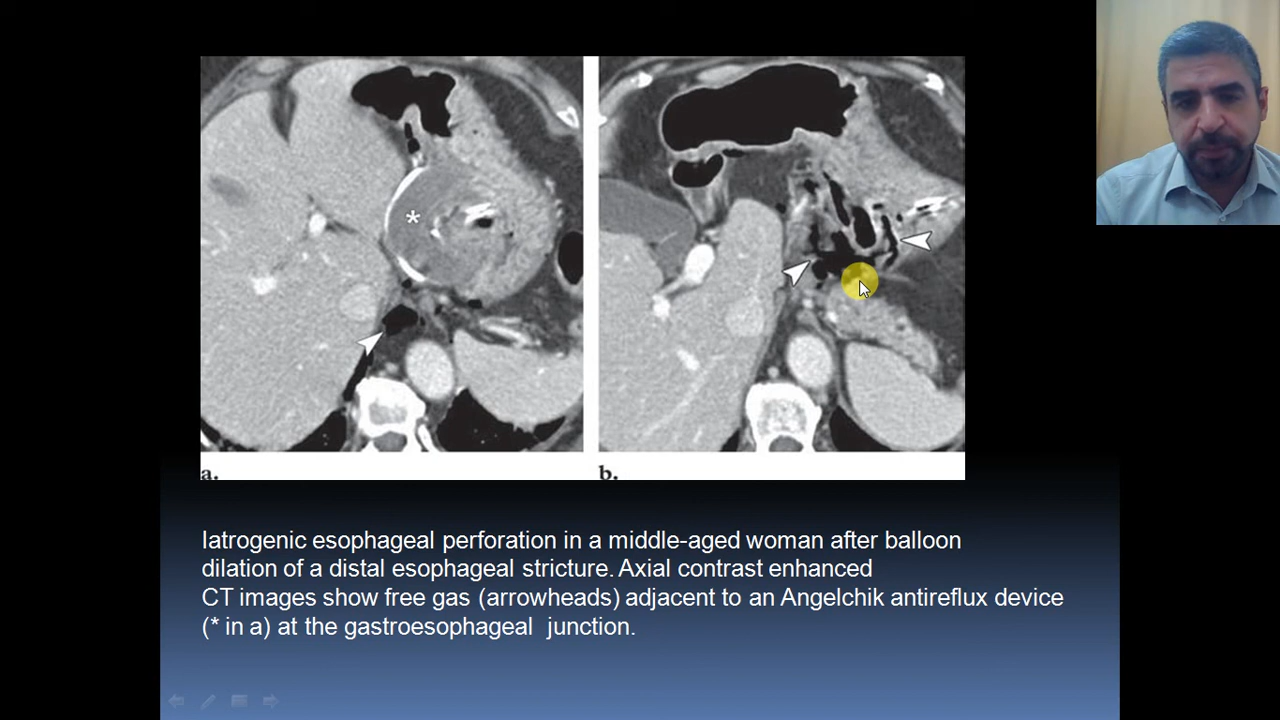 *
a.
b.
Iatrogenic esophageal perforation in a middle-aged woman after balloon
dilation of a distal esophageal stricture. Axial contrast enhanced
CT images show free gas (arrowheads) adjacent to an Angelchik antireflux device
(* in a) at the gastroesophageal junction.